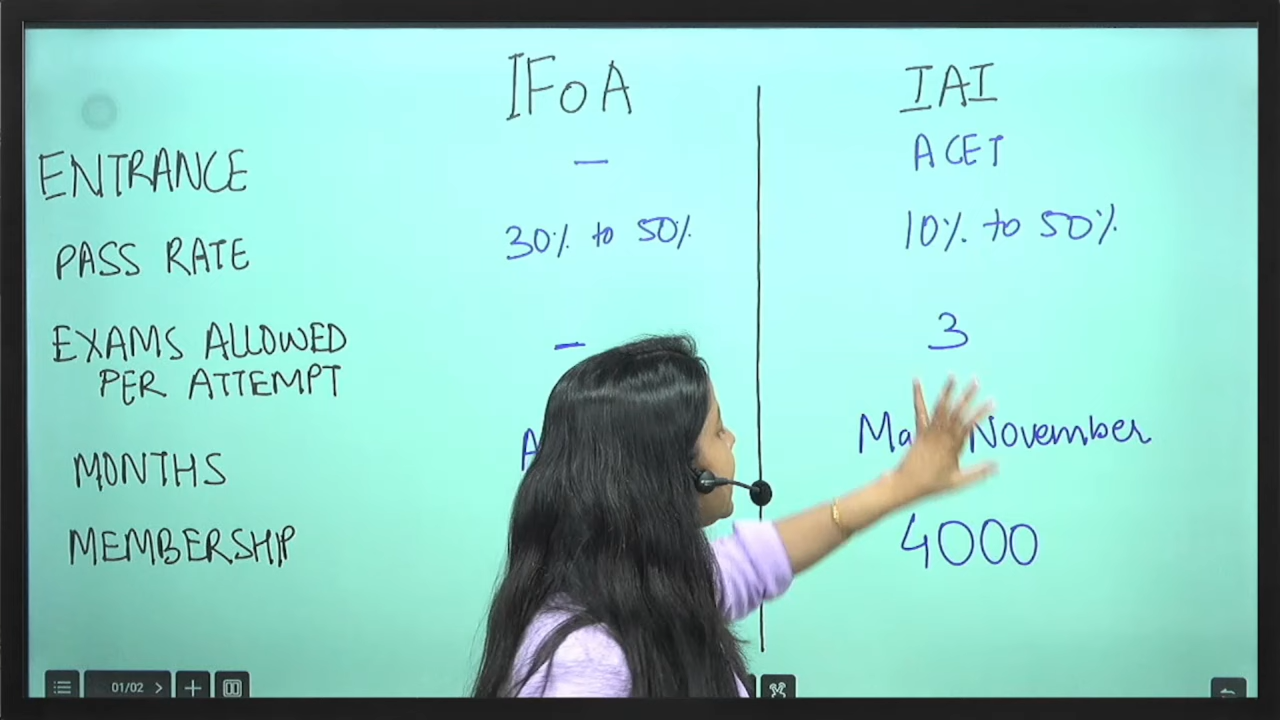 IFoA IAI
ENTRANCE — ACET
PASS RATE 30% to 50% 10% to 50%
EXAMS ALLOWED – 3
PER ATTEMPT
MONTHS November
MEMBERSHIP 4000
01/02